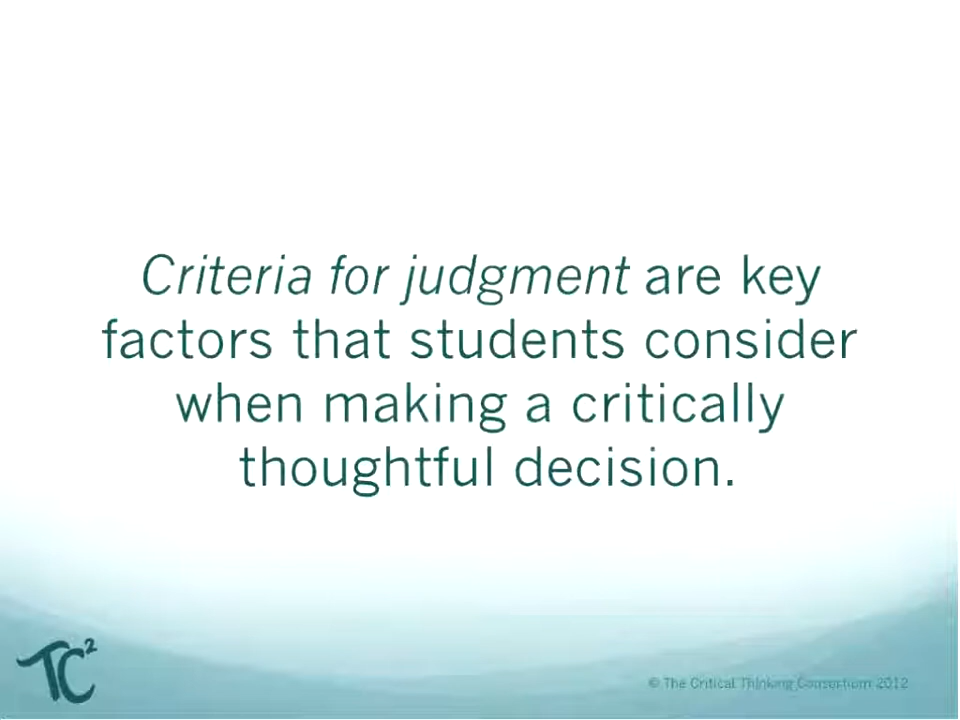 Criteria for judgment are key
factors that students consider
when making a critically
thoughtful decision.
TC²
© The Critical Thinking Consortium 2012